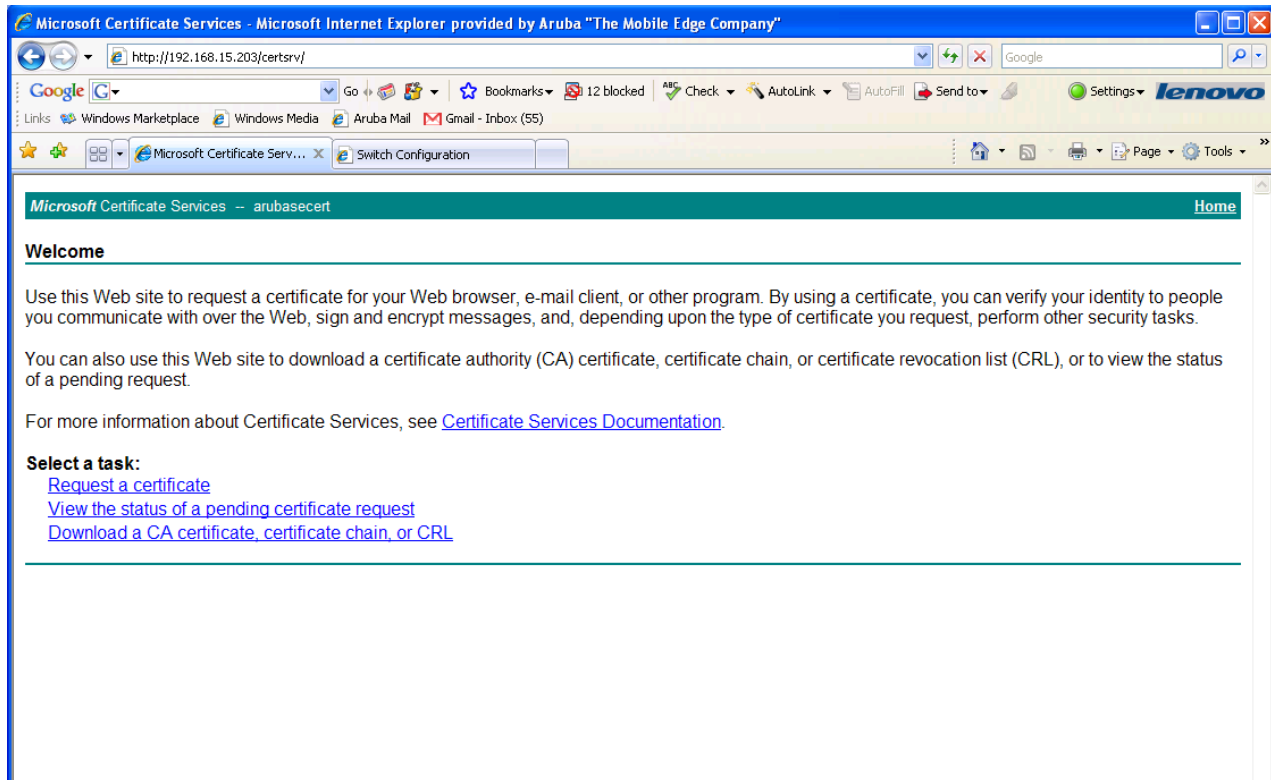 Microsoft Certificate Services - Microsoft Internet Explorer provided by Aruba "The Mobile Edge Company"
http://192.168.15.203/certsrv/
Google
Google G
Go
Bookmarks
12 blocked
ABC Check
AutoLink
AutoFill
Send to
Settings
lenovo
Links Windows Marketplace Windows Media Aruba Mail Gmail - Inbox (55)
Microsoft Certificate Serv...
Switch Configuration
Page
Tools
Microsoft Certificate Services -- arubasecert
Home
Welcome
Use this Web site to request a certificate for your Web browser, e-mail client, or other program. By using a certificate, you can verify your identity to people
you communicate with over the Web, sign and encrypt messages, and, depending upon the type of certificate you request, perform other security tasks.
You can also use this Web site to download a certificate authority (CA) certificate, certificate chain, or certificate revocation list (CRL), or to view the status
of a pending request.
For more information about Certificate Services, see Certificate Services Documentation.
Select a task:
Request a certificate
View the status of a pending certificate request
Download a CA certificate, certificate chain, or CRL